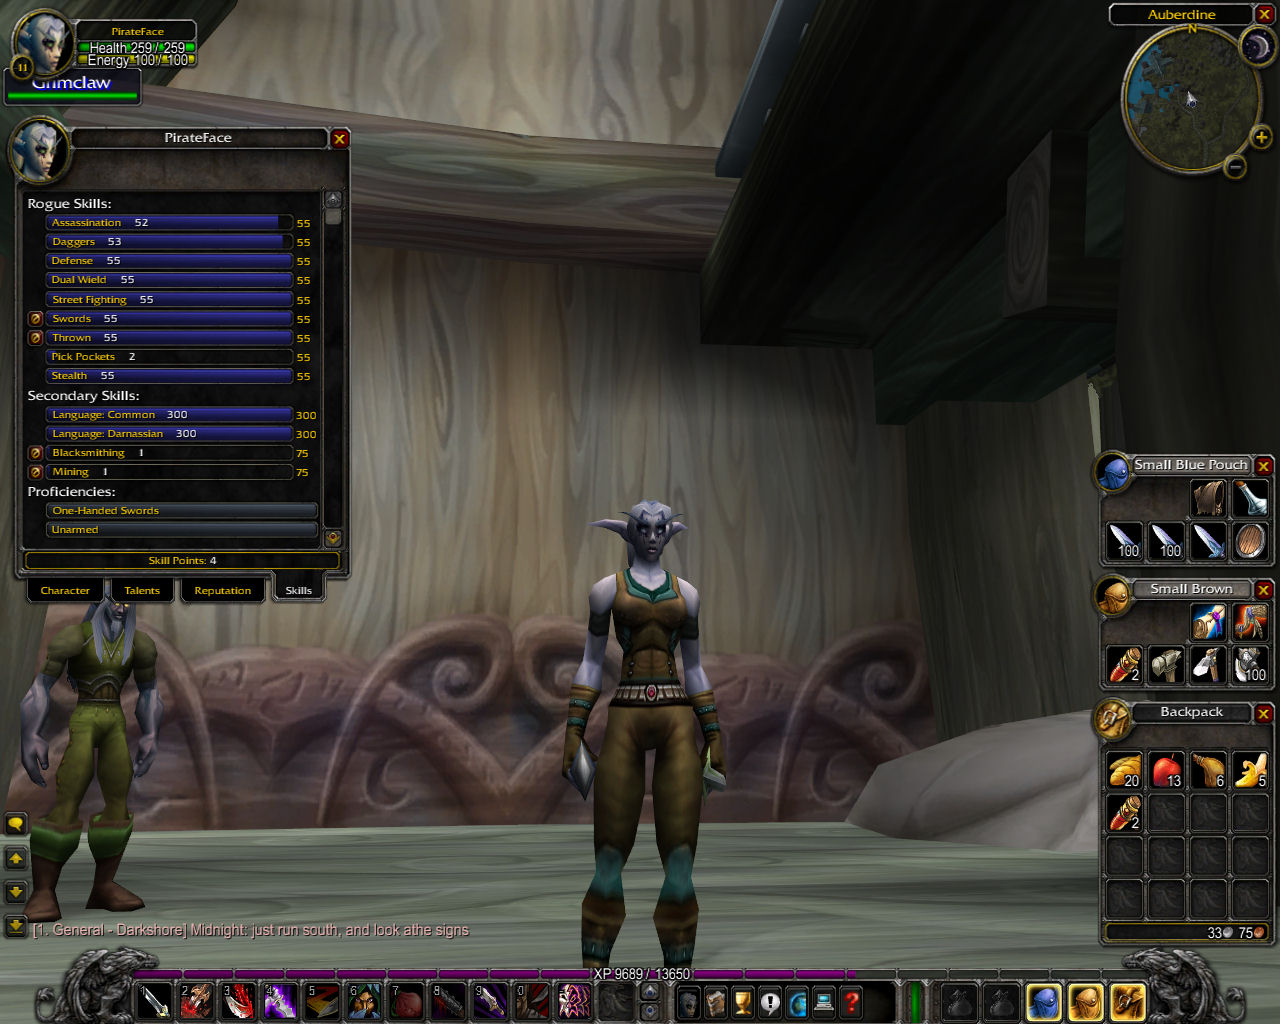 PirateFace
Health 259 / 259
Energy 100 / 100
11
Grimclaw
Auberdine
N
PirateFace
Rogue Skills:
Assassination 52 55
Daggers 53 55
Defense 55 55
Dual Wield 55 55
Street Fighting 55 55
Swords 55 55
Thrown 55 55
Pick Pockets 2 55
Stealth 55 55
Secondary Skills:
Language: Common 300 300
Language: Darnassian 300 300
Blacksmithing 1 75
Mining 1 75
Proficiencies:
One-Handed Swords
Unarmed
Skill Points: 4
Character Talents Reputation Skills
Small Blue Pouch
100 100
Small Brown
2 100
Backpack
20 13 6 5
2
33 75
[1. General - Darkshore] Midnight: just run south, and look athe signs
XP 9689 / 13650
1 2 3 4 5 6 7 8 9 0